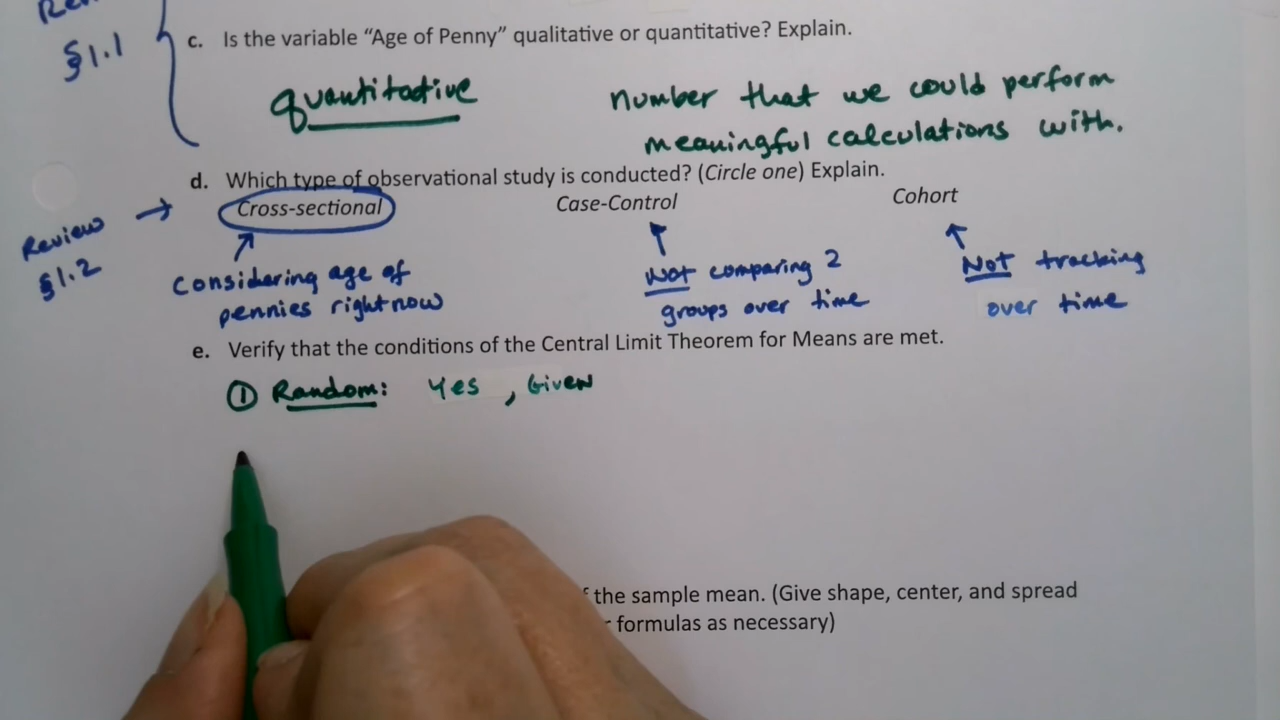 §1.1
c. Is the variable “Age of Penny” qualitative or quantitative? Explain.
quantitative
number that we could perform
meaningful calculations with.
d. Which type of observational study is conducted? (Circle one) Explain.
Review → §1.2
Cross-sectional Case-Control Cohort
Considering age of
pennies right now
Not comparing 2
groups over time
Not tracking
over time
e. Verify that the conditions of the Central Limit Theorem for Means are met.
① Random: Yes, Given
the sample mean. (Give shape, center, and spread
formulas as necessary)